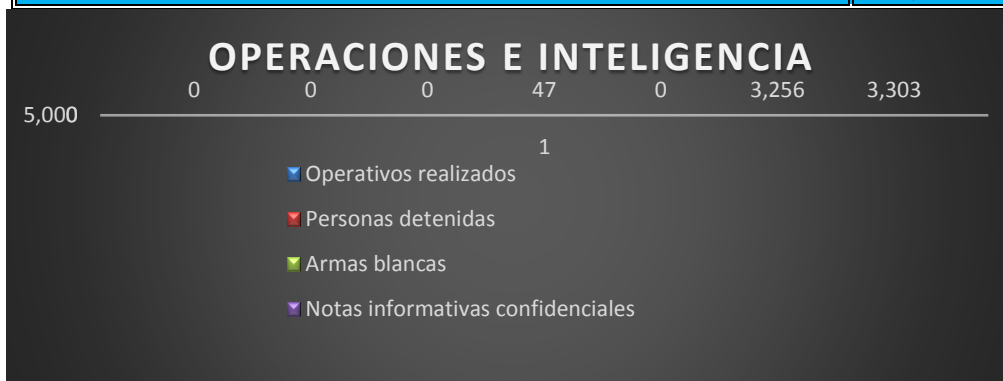 OPERACIONES E INTELIGENCIA
0 0 0 47 0 3,256 3,303
5,000
1
Operativos realizados
Personas detenidas
Armas blancas
Notas informativas confidenciales